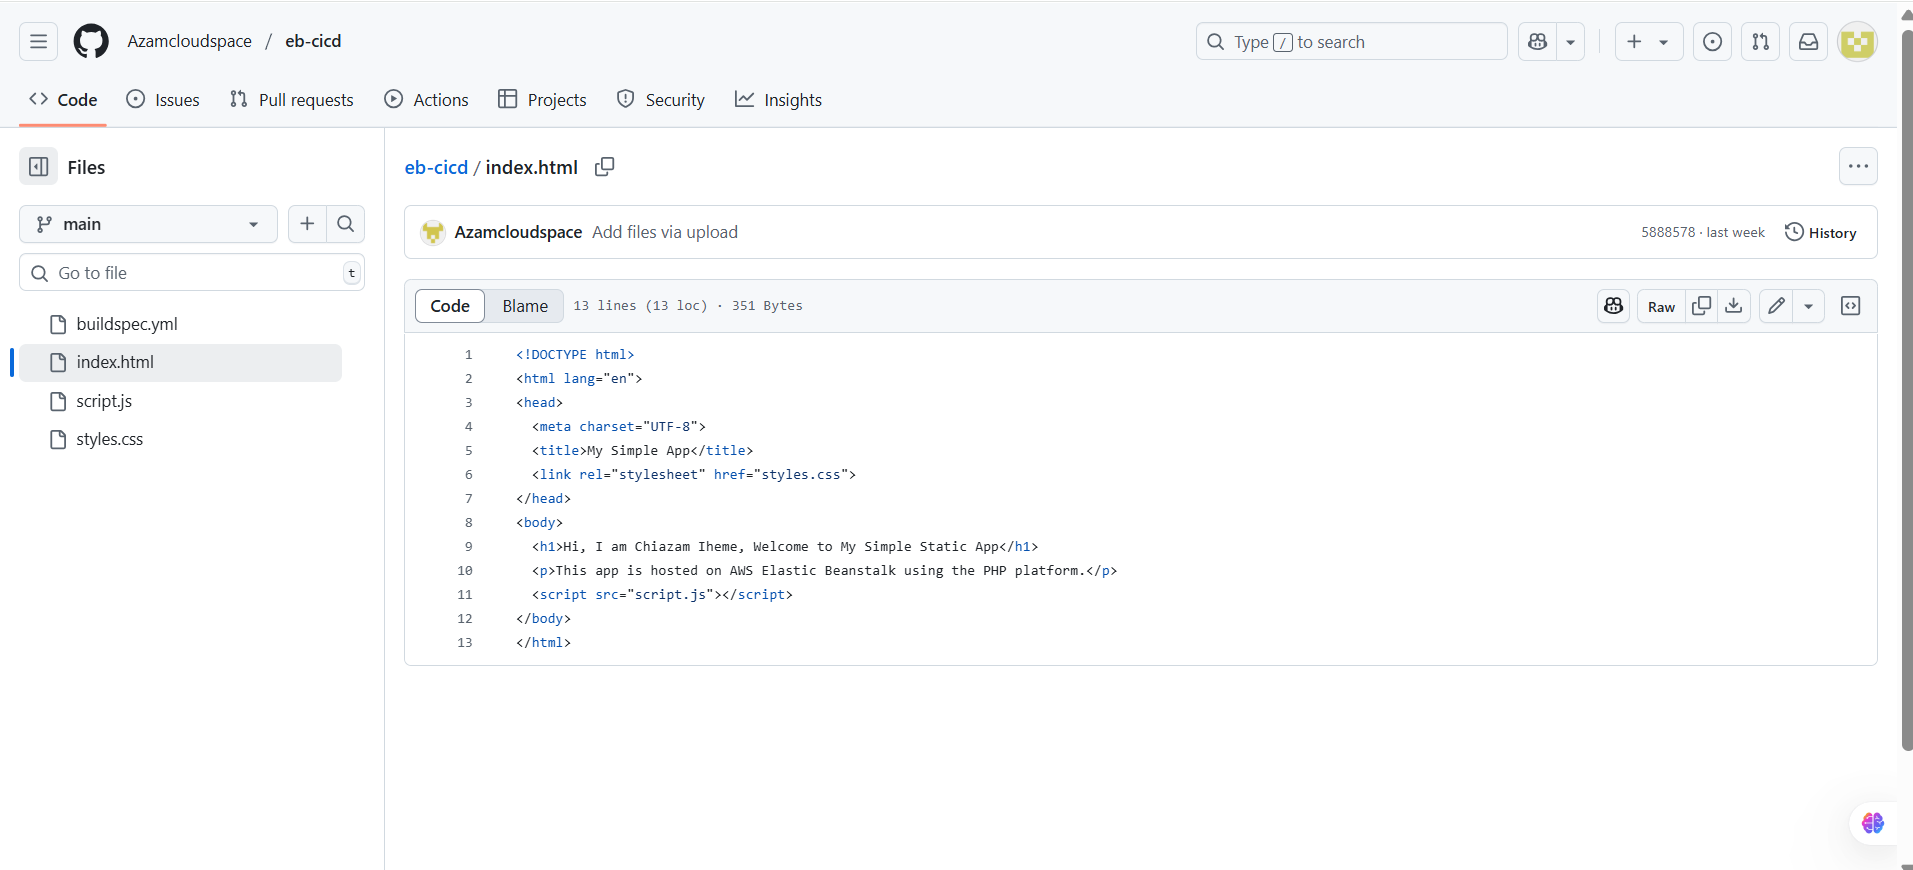 Azamcloudspace / eb-cicd
Type / to search
Code
Issues
Pull requests
Actions
Projects
Security
Insights
Files
main
Go to file
t
buildspec.yml
index.html
script.js
styles.css
eb-cicd / index.html
Azamcloudspace Add files via upload
5888578 · last week
History
Code
Blame
13 lines (13 loc) · 351 Bytes
Raw
1 <!DOCTYPE html>
2 <html lang="en">
3 <head>
4 <meta charset="UTF-8">
5 <title>My Simple App</title>
6 <link rel="stylesheet" href="styles.css">
7 </head>
8 <body>
9 <h1>Hi, I am Chiazam Iheme, Welcome to My Simple Static App</h1>
10 <p>This app is hosted on AWS Elastic Beanstalk using the PHP platform.</p>
11 <script src="script.js"></script>
12 </body>
13 </html>